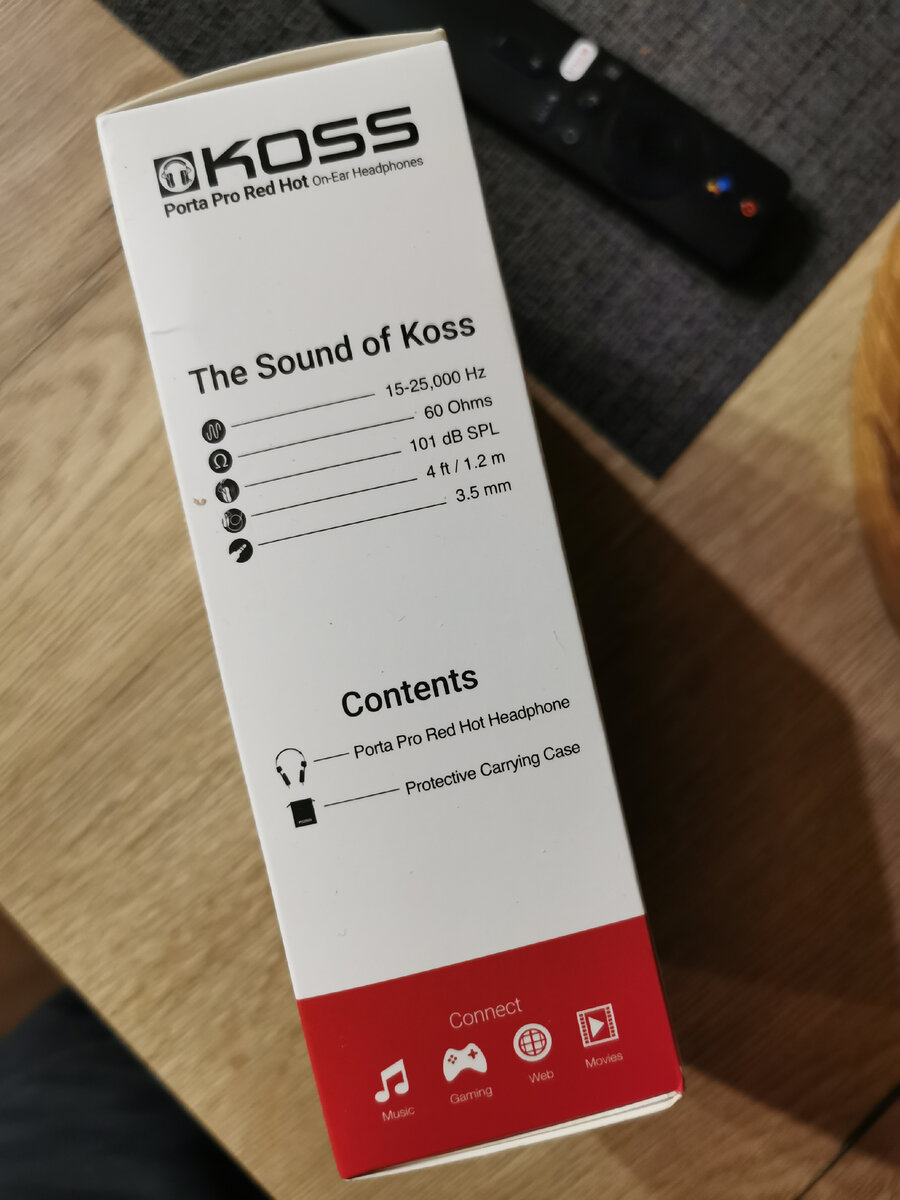 KOSS
Porta Pro Red Hot On-Ear Headphones
The Sound of Koss
15-25,000 Hz
60 Ohms
101 dB SPL
4 ft / 1.2 m
3.5 mm
Contents
Porta Pro Red Hot Headphone
Protective Carrying Case
Connect
Music
Gaming
Web
Movies